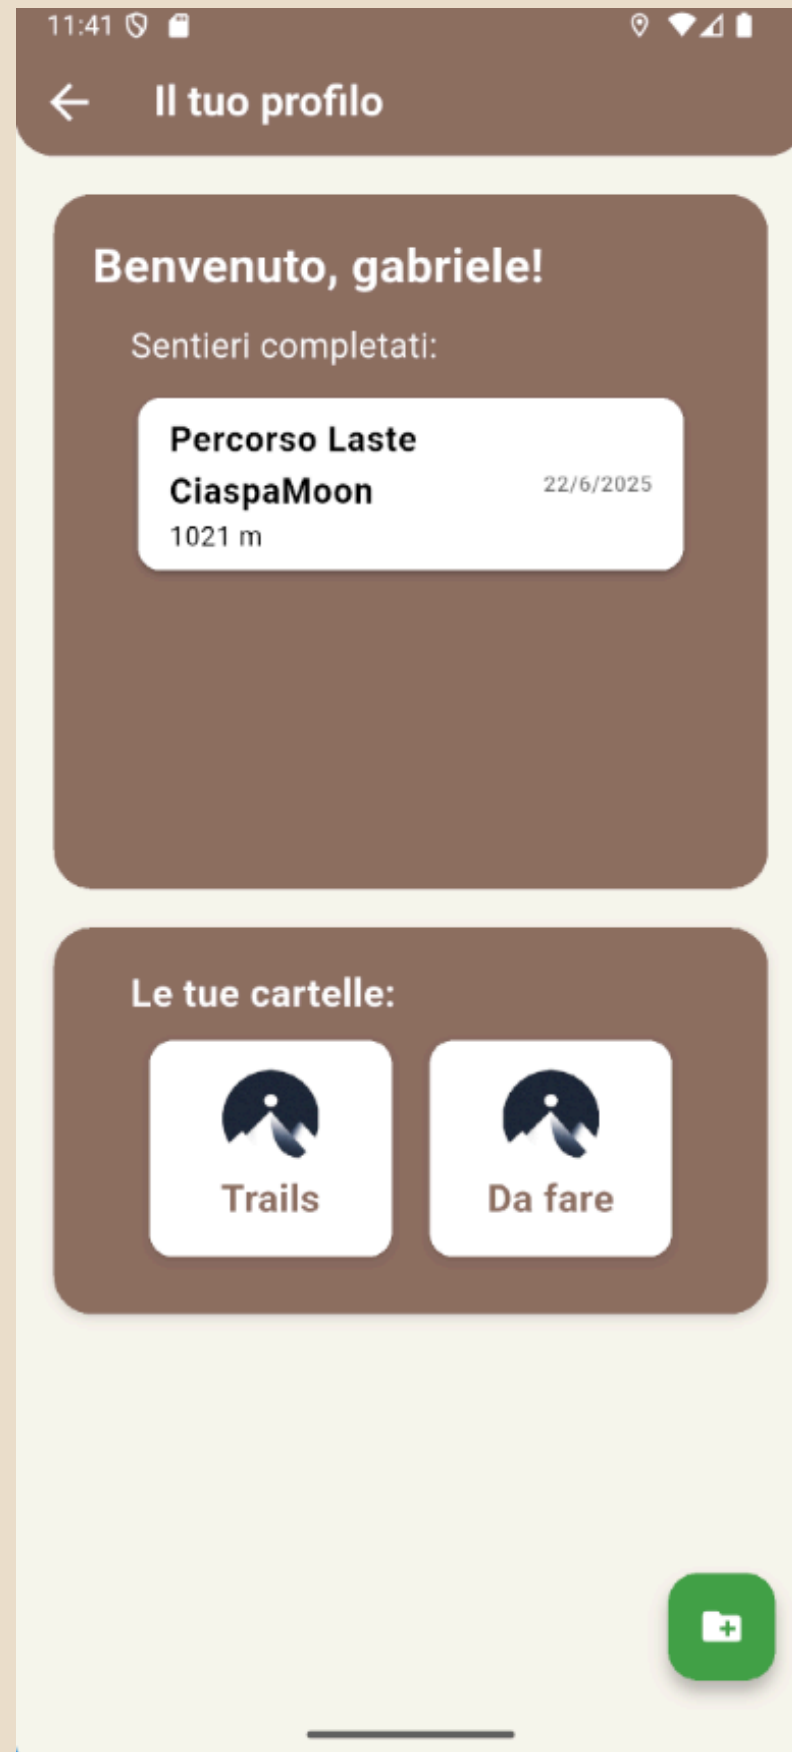 11:41
Il tuo profilo
Benvenuto, gabriele!
Sentieri completati:
Percorso Laste
CiaspaMoon
22/6/2025
1021 m
Le tue cartelle:
Trails
Da fare